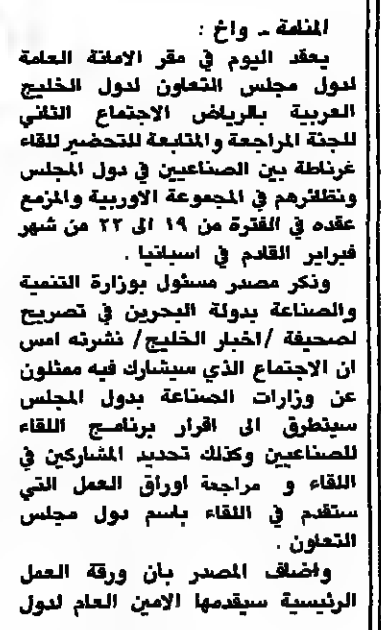 المنامة ـ واخ :
يعقد اليوم في مقر الامانة العامة
لدول مجلس التعاون لدول الخليج
العربية بالرياض الاجتماع الثاني
للجنة المراجعة والمتابعة للتحضير للقاء
غرناطة بين الصناعيين في دول المجلس
ونظائرهم في المجموعة الاوربية والمزمع
عقده في الفترة من ١٩ الى ٢٢ من شهر
فبراير القادم في اسبانيا .
وذكر مصدر مسئول بوزارة التنمية
والصناعة بدولة البحرين في تصريح
لصحيفة /اخبار الخليج/ نشرته امس
ان الاجتماع الذي سيشارك فيه ممثلون
عن وزارات الصناعة بدول المجلس
سيتطرق الى اقرار برنامج اللقاء
للصناعيين وكذلك تحديد المشاركين في
اللقاء و مراجعة اوراق العمل التي
ستقدم في اللقاء باسم دول مجلس
التعاون .
واضاف المصدر بأن ورقة العمل
الرئيسية سيقدمها الامين العام لدول